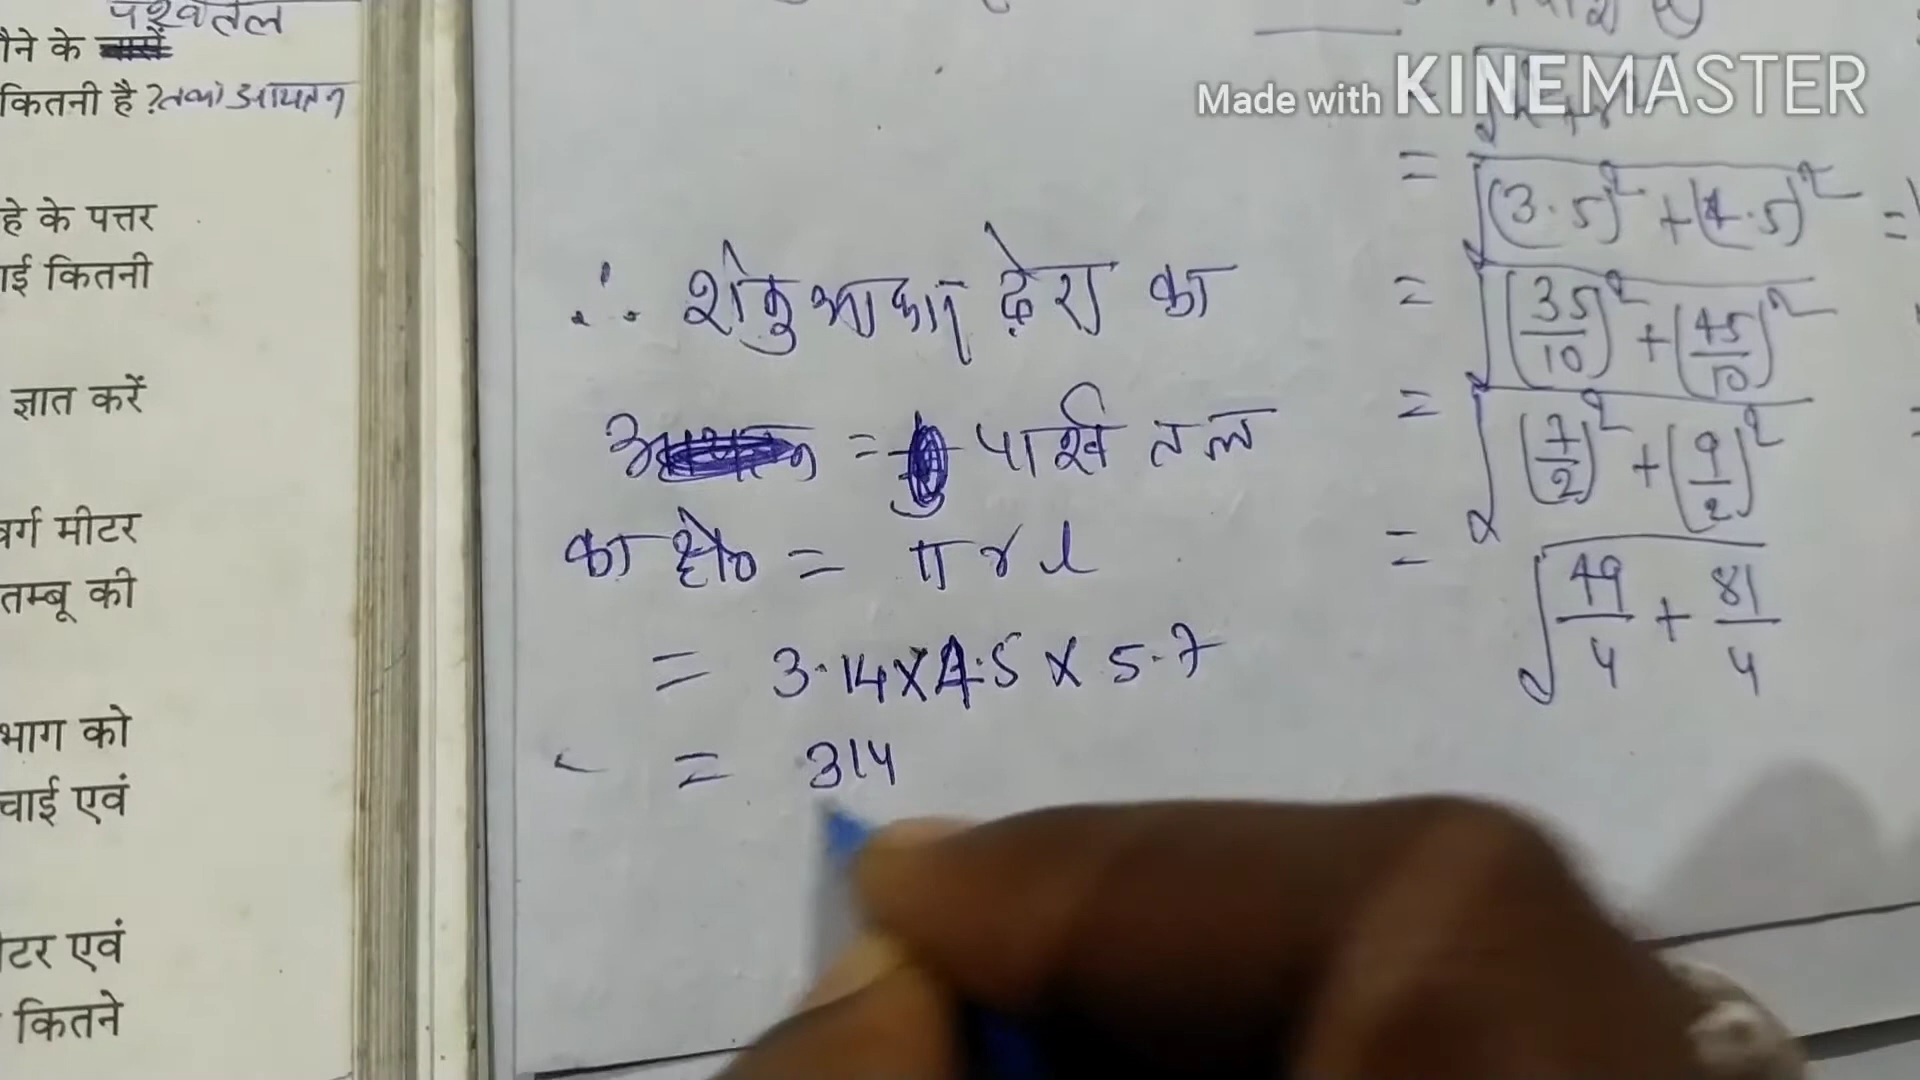 पार्श्वतल
ने के
कितनी है ? तथा आयतन
हे के पत्तर
ाई कितनी
ज्ञात करें
वर्ग मीटर
तम्बू की
भाग को
चाई एवं
टर एवं
कितने
∴ शंकु आकार ढेरा का
= पार्श्व तल
का क्षे० = π r l
= 3.14 × 4.5 × 5.7
= 314
Made with KINEMASTER
= √(3.5)² + (4.5)² =
= √(35/10)² + (45/10)²
= √(7/2)² + (9/2)²
= √49/4 + 81/4